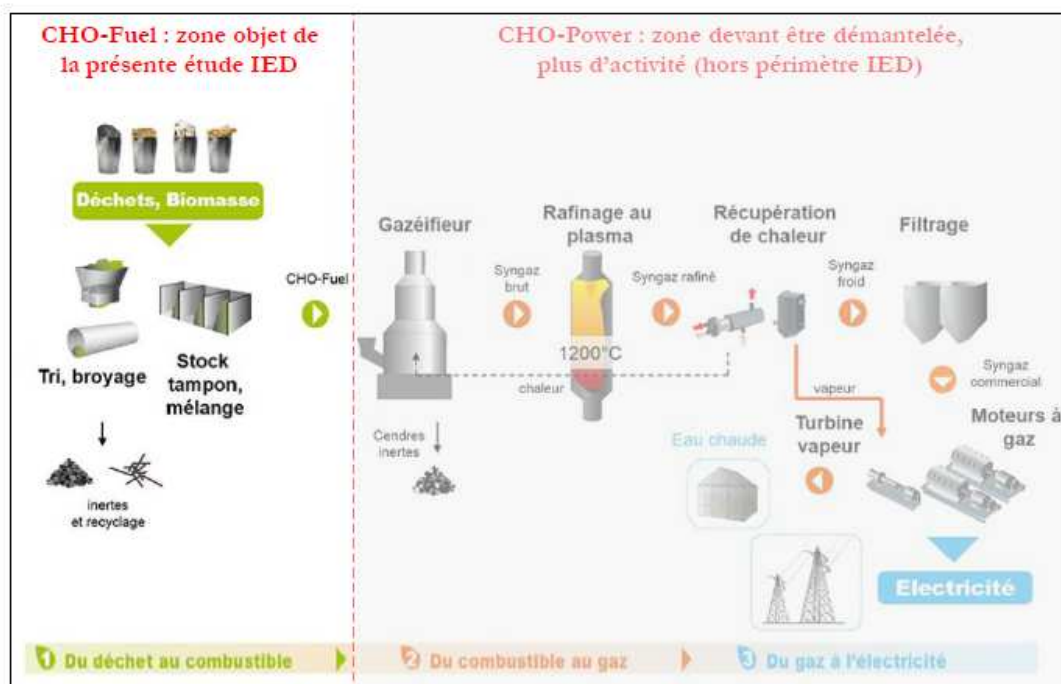 CHO-Fuel : zone objet de
la présente étude IED
CHO-Power : zone devant être démantelée,
plus d'activité (hors périmètre IED)
Déchets, Biomasse
Tri, broyage
Stock
tampon,
mélange
inertes
et recyclage
CHO-Fuel
Gazéifieur
Syngaz
brut
Rafinage au
plasma
1200°C
chaleur
Cendres
inertes
Syngaz rafiné
Récupération
de chaleur
Syngaz
froid
Filtrage
Syngaz
commercial
vapeur
Turbine
vapeur
Moteurs à
gaz
Eau chaude
Electricité
1 Du déchet au combustible
2 Du combustible au gaz
3 Du gaz à l'électricité